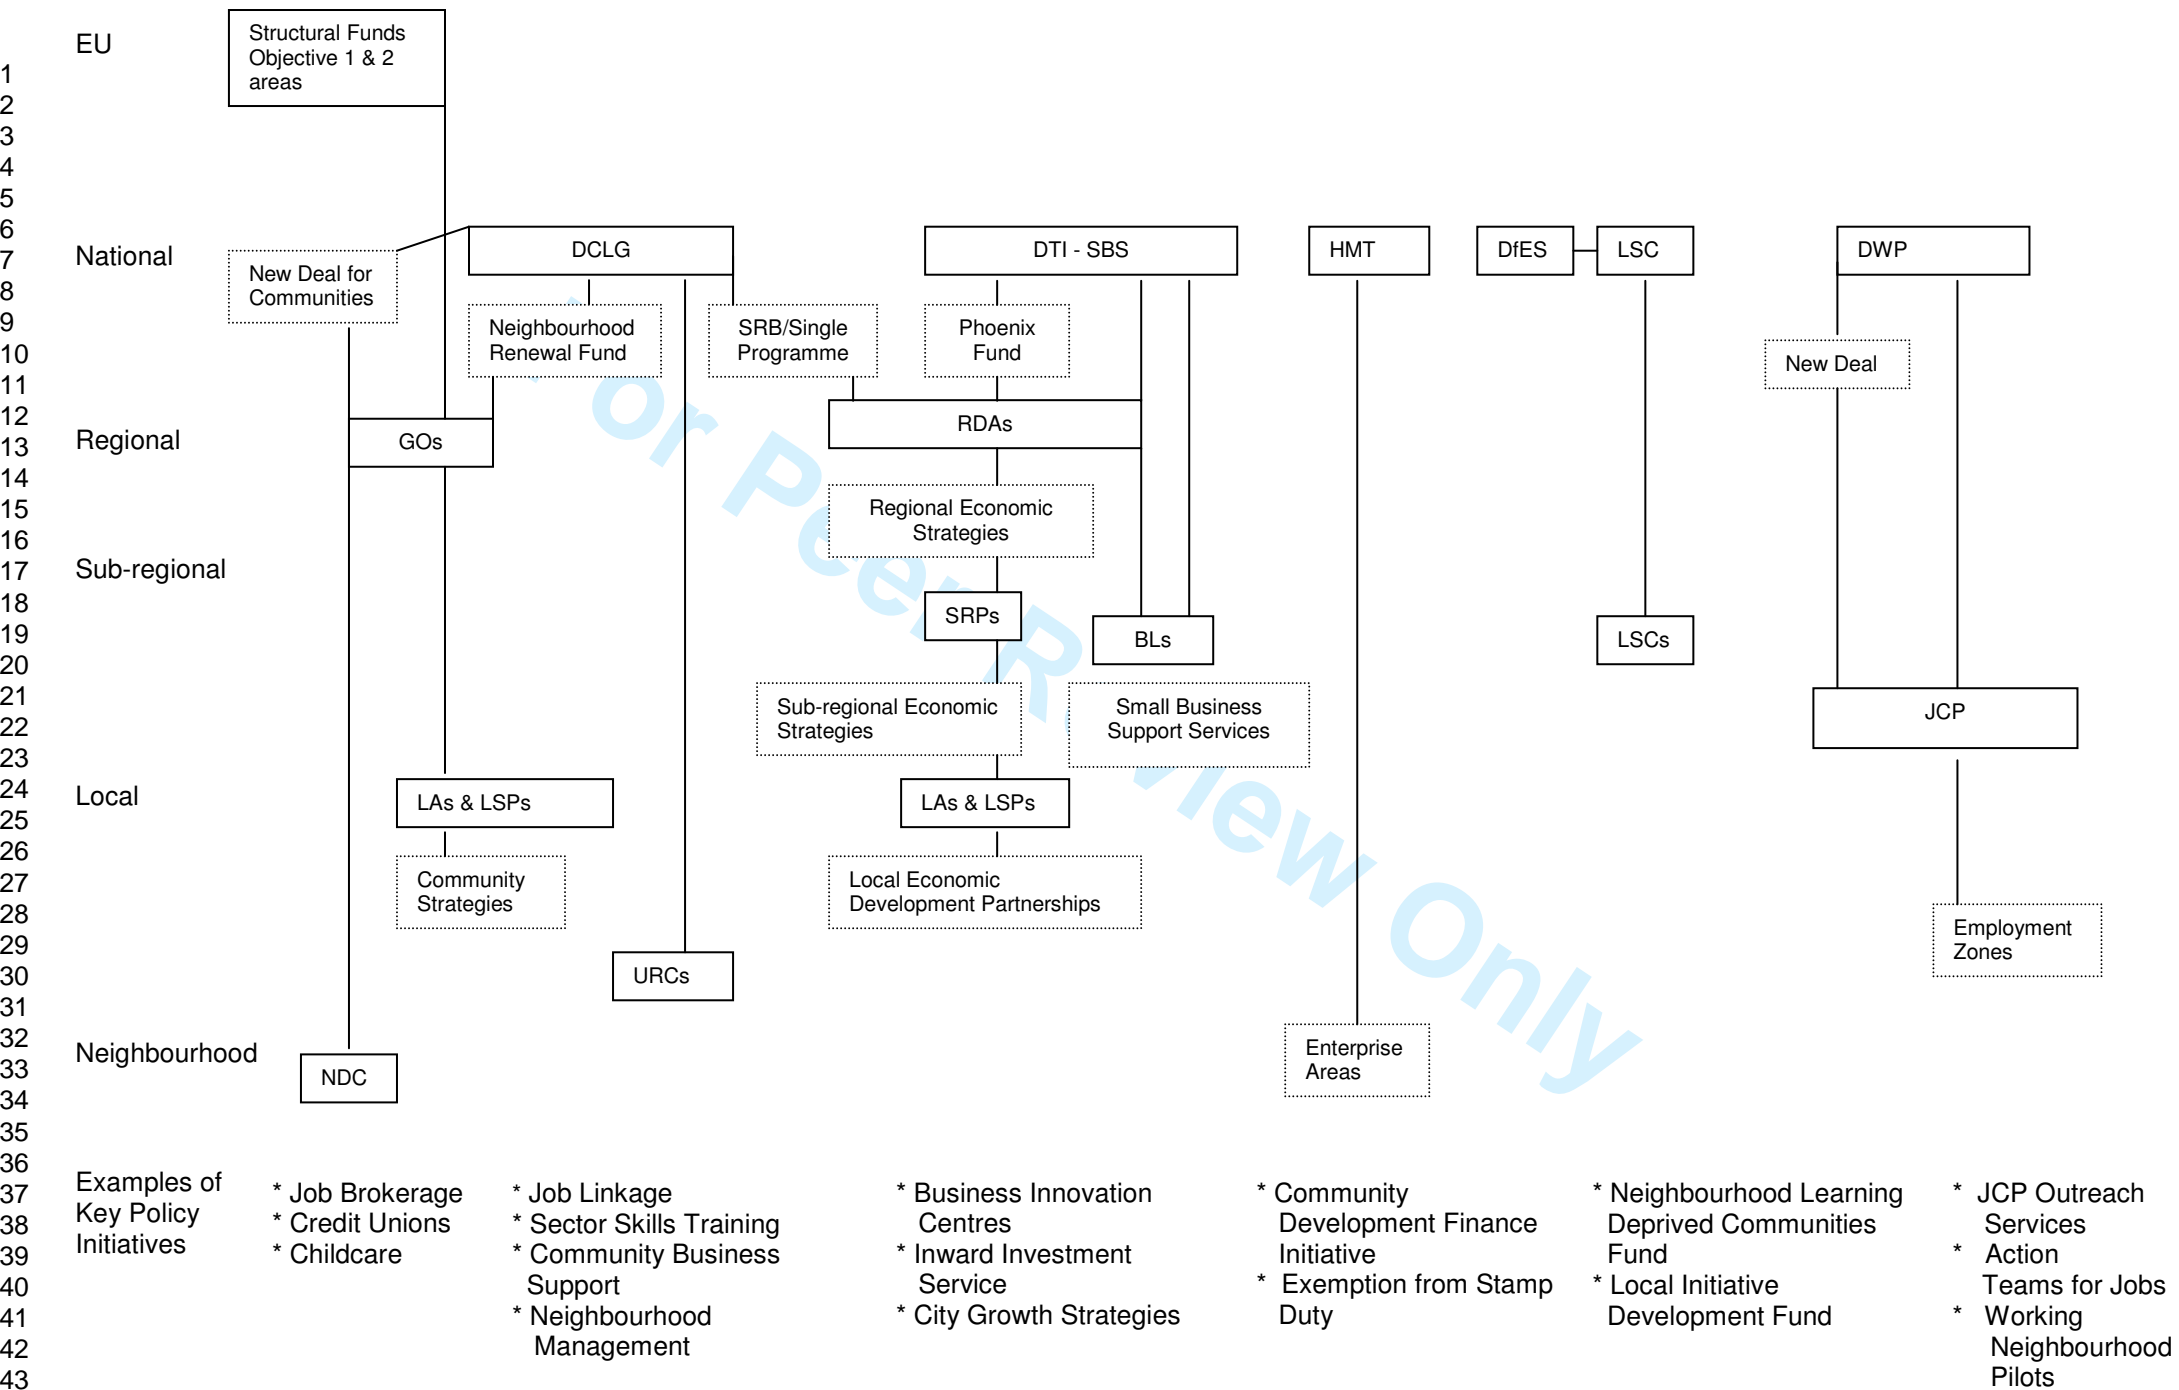 EU
Structural Funds
Objective 1 & 2
areas
National
New Deal for
Communities
DCLG
Neighbourhood
Renewal Fund
SRB/Single
Programme
DTI - SBS
Phoenix
Fund
HMT
DfES
LSC
DWP
New Deal
Regional
GOs
RDAs
Regional Economic
Strategies
Sub-regional
SRPs
BLs
LSCs
Sub-regional Economic
Strategies
Small Business
Support Services
JCP
Local
LAs & LSPs
LAs & LSPs
Community
Strategies
Local Economic
Development Partnerships
Employment
Zones
URCs
Neighbourhood
NDC
Enterprise
Areas
Examples of
Key Policy
Initiatives
* Job Brokerage
* Credit Unions
* Childcare
* Job Linkage
* Sector Skills Training
* Community Business
Support
* Neighbourhood
Management
* Business Innovation
Centres
* Inward Investment
Service
* City Growth Strategies
* Community
Development Finance
Initiative
* Exemption from Stamp
Duty
* Neighbourhood Learning
Deprived Communities
Fund
* Local Initiative
Development Fund
* JCP Outreach
Services
* Action
Teams for Jobs
* Working
Neighbourhood
Pilots
1
2
3
4
5
6
7
8
9
10
11
12
13
14
15
16
17
18
19
20
21
22
23
24
25
26
27
28
29
30
31
32
33
34
35
36
37
38
39
40
41
42
43
For Peer Review Only